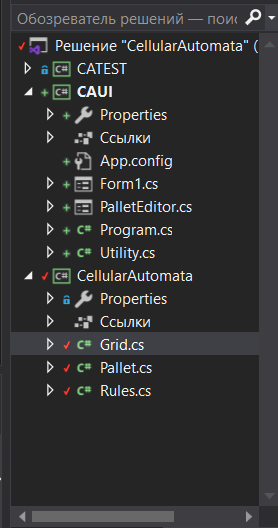 Обозреватель решений — поис
Решение "CellularAutomata" (
C# CATEST
C# CAUI
Properties
Ссылки
App.config
Form1.cs
PalletEditor.cs
C# Program.cs
C# Utility.cs
C# CellularAutomata
Properties
Ссылки
C# Grid.cs
C# Pallet.cs
C# Rules.cs